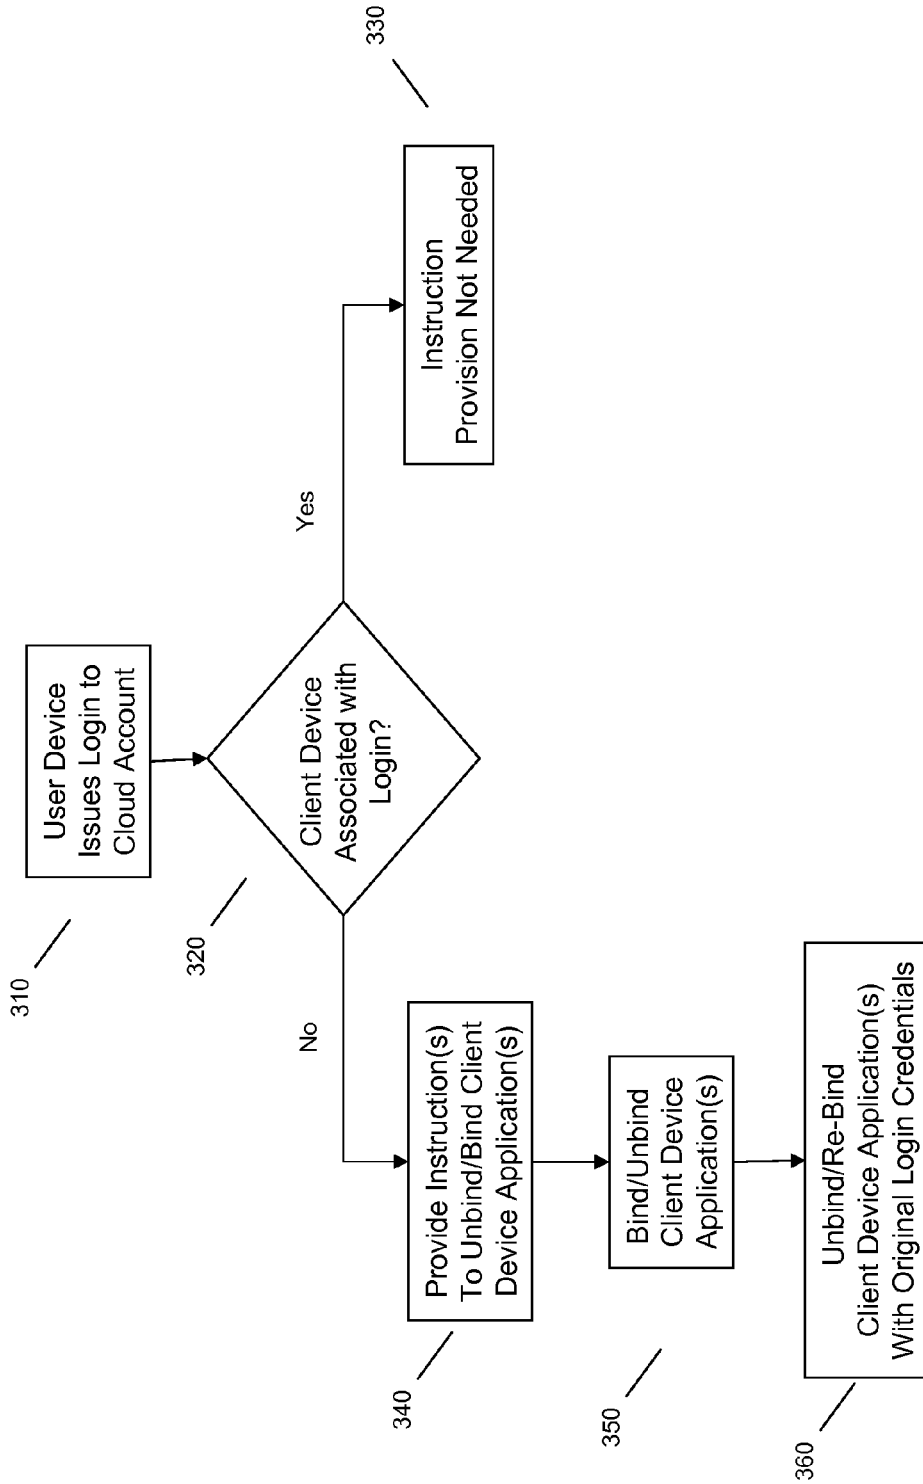 310
User Device
Issues Login to
Cloud Account
320
Client Device
Associated with
Login?
Yes
330
Instruction
Provision Not Needed
No
340
Provide Instruction(s)
To Unbind/Bind Client
Device Application(s)
350
Bind/Unbind
Client Device
Application(s)
360
Unbind/Re-Bind
Client Device Application(s)
With Original Login Credentials